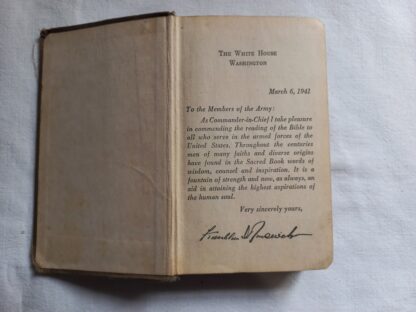 The White House
Washington
March 6, 1941
To the Members of the Army:
As Commander-in-Chief I take pleasure
in commending the reading of the Bible to
all who serve in the armed forces of the
United States. Throughout the centuries
men of many faiths and diverse origins
have found in the Sacred Book words of
wisdom, counsel and inspiration. It is a
fountain of strength and now, as always, an
aid in attaining the highest aspirations of
the human soul.
Very sincerely yours,
Franklin D Roosevelt